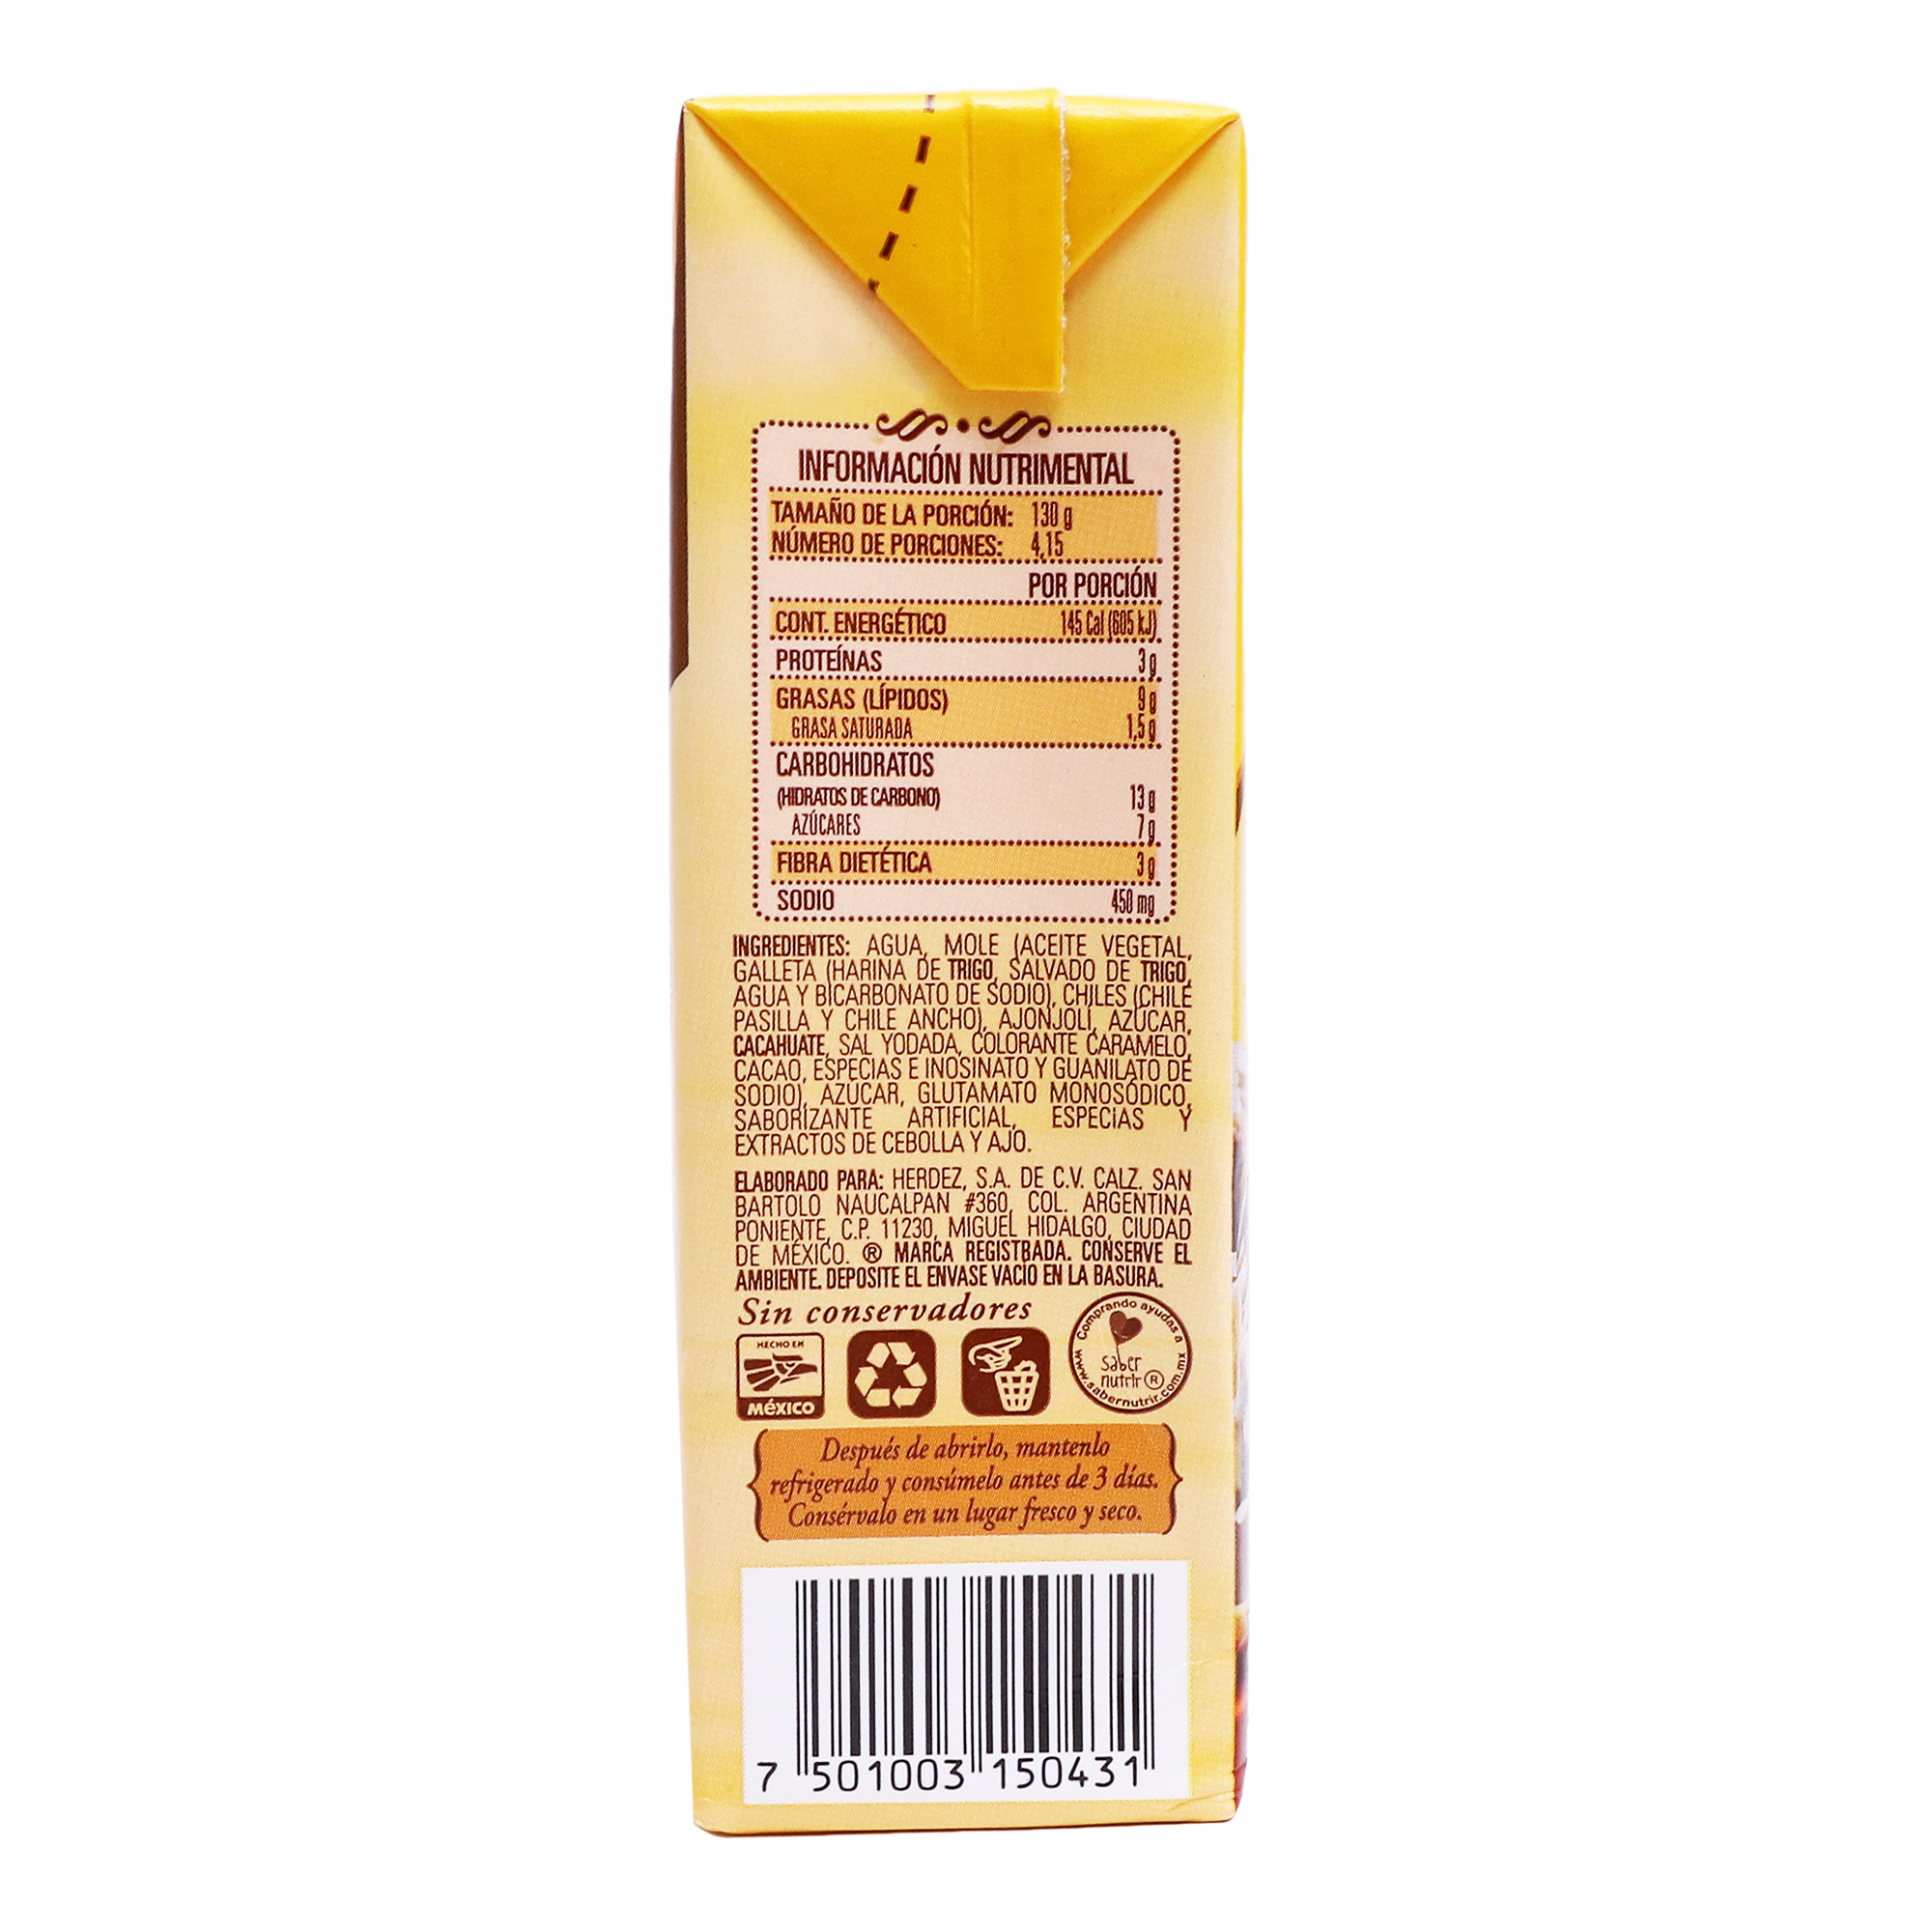 INFORMACIÓN NUTRIMENTAL
TAMAÑO DE LA PORCIÓN: 130 g
NÚMERO DE PORCIONES: 4,15
POR PORCIÓN
CONT. ENERGÉTICO 145 Cal (605 kJ)
PROTEÍNAS 3 g
GRASAS (LÍPIDOS) 9 g
GRASA SATURADA 1,5 g
CARBOHIDRATOS
(HIDRATOS DE CARBONO) 13 g
AZÚCARES 7 g
FIBRA DIETÉTICA 3 g
SODIO 450 mg
INGREDIENTES: AGUA, MOLE (ACEITE VEGETAL,
GALLETA (HARINA DE TRIGO, SALVADO DE TRIGO,
AGUA Y BICARBONATO DE SODIO), CHILES (CHILE
PASILLA Y CHILE ANCHO), AJONJOLÍ, AZÚCAR,
CACAHUATE, SAL YODADA, COLORANTE CARAMELO,
CACAO, ESPECIAS E INOSINATO Y GUANILATO DE
SODIO), AZÚCAR, GLUTAMATO MONOSÓDICO,
SABORIZANTE ARTIFICIAL, ESPECIAS Y
EXTRACTOS DE CEBOLLA Y AJO.
ELABORADO PARA: HERDEZ, S.A. DE C.V. CALZ. SAN
BARTOLO NAUCALPAN #360, COL. ARGENTINA
PONIENTE, C.P. 11230, MIGUEL HIDALGO, CIUDAD
DE MÉXICO. ® MARCA REGISTRADA. CONSERVE EL
AMBIENTE. DEPOSITE EL ENVASE VACÍO EN LA BASURA.
Sin conservadores
HECHO EN
MéXICO
Comprando ayudas a
saber
nutrir ®
www.sabernutrir.com.mx
Después de abrirlo, mantenlo
refrigerado y consúmelo antes de 3 días.
Consérvalo en un lugar fresco y seco.
7 501003 150431